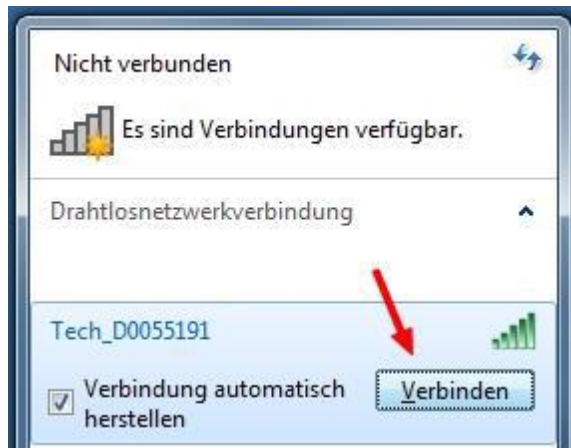 Nicht verbunden
Es sind Verbindungen verfügbar.
Drahtlosnetzwerkverbindung
Tech_D0055191
Verbindung automatisch
herstellen
Verbinden